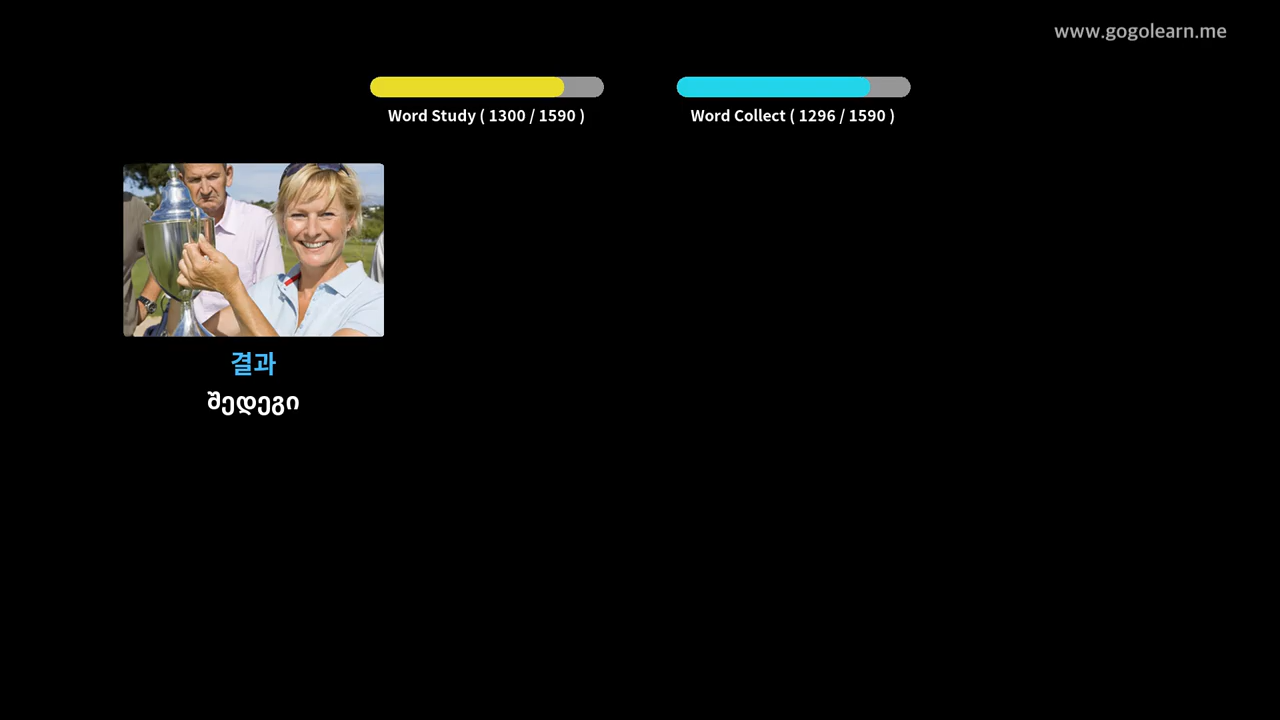 www.gogolearn.me
Word Study ( 1300 / 1590 )
Word Collect ( 1296 / 1590 )
결과
შედეგი